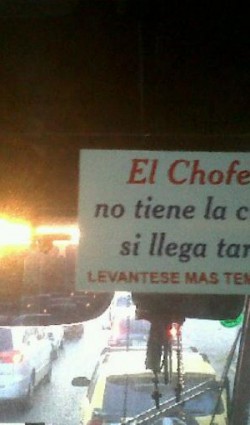 El Chofe
no tiene la c
si llega tar
LEVANTESE MAS TEM